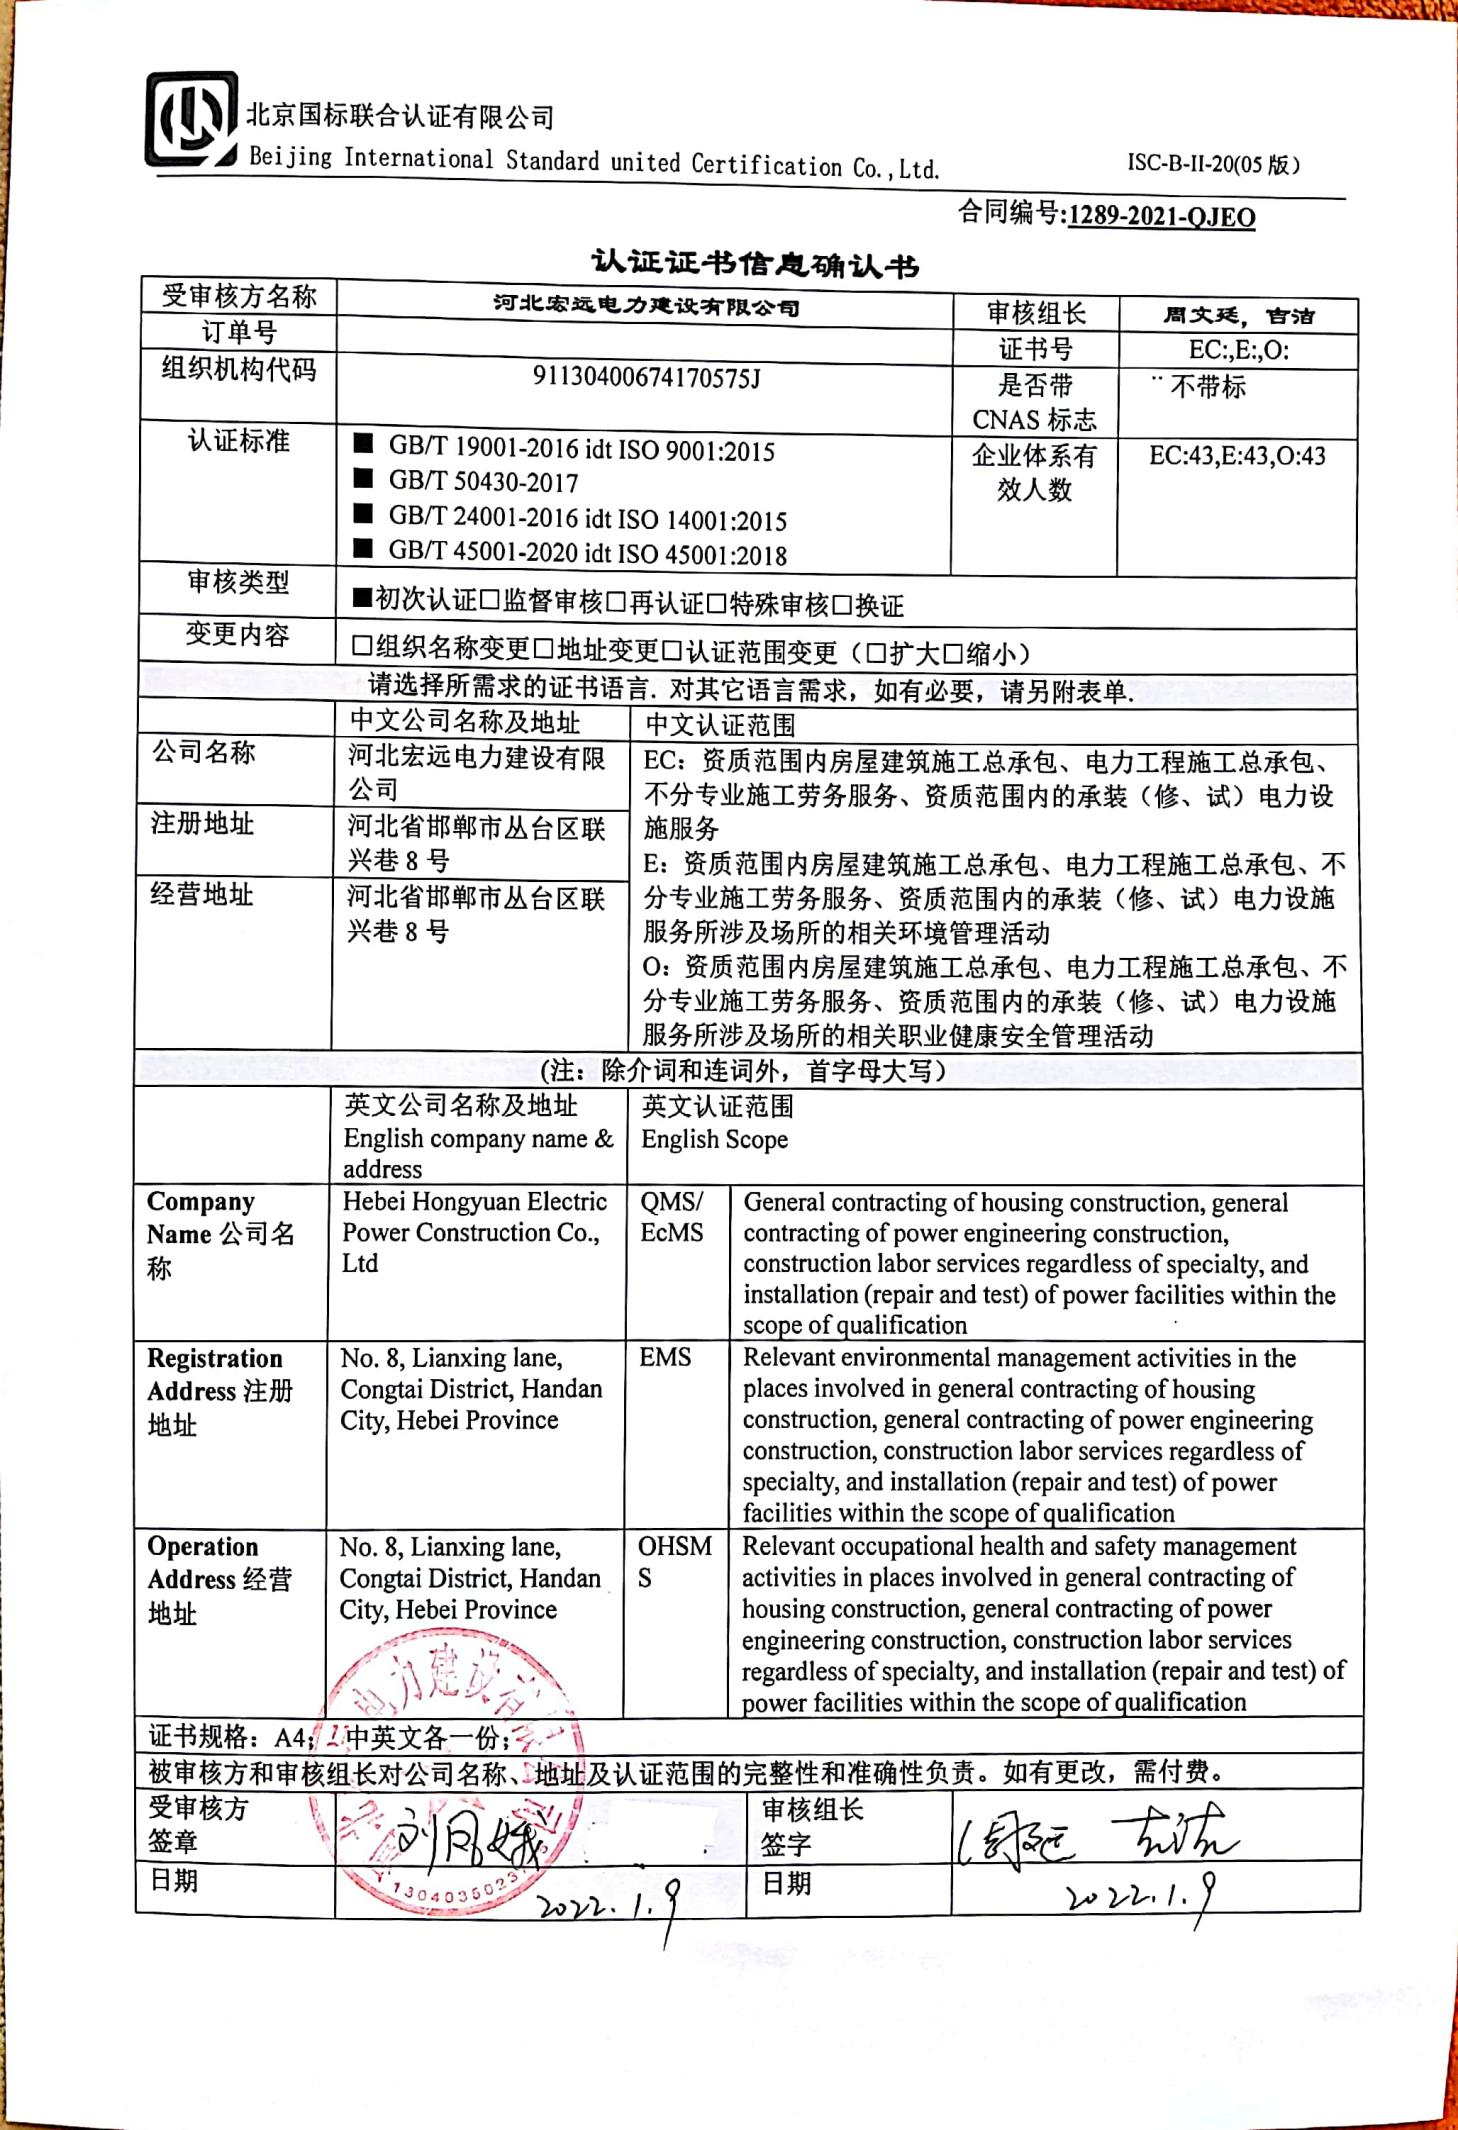 北京国标联合认证有限公司
Beijing International Standard united Certification Co.,Ltd.
ISC-B-II-20(05 版)
合同编号:1289-2021-QJEO
认证证书信息确认书
受审核方名称 河北宏远电力建设有限公司 审核组长 周文廷，吉洁
订单号 证书号 EC:,E:,O:
组织机构代码 91130400674170575J 是否带 ¨ 不带标
CNAS 标志
认证标准 ■ GB/T 19001-2016 idt ISO 9001:2015 企业体系有 EC:43,E:43,O:43
■ GB/T 50430-2017 效人数
■ GB/T 24001-2016 idt ISO 14001:2015
■ GB/T 45001-2020 idt ISO 45001:2018
审核类型 ■初次认证□监督审核□再认证□特殊审核□换证
变更内容 □组织名称变更□地址变更□认证范围变更（□扩大□缩小）
请选择所需求的证书语言. 对其它语言需求，如有必要，请另附表单.
中文公司名称及地址 中文认证范围
公司名称 河北宏远电力建设有限
公司
注册地址 河北省邯郸市丛台区联
兴巷 8 号
经营地址 河北省邯郸市丛台区联
兴巷 8 号
EC：资质范围内房屋建筑施工总承包、电力工程施工总承包、
不分专业施工劳务服务、资质范围内的承装（修、试）电力设
施服务
E：资质范围内房屋建筑施工总承包、电力工程施工总承包、不
分专业施工劳务服务、资质范围内的承装（修、试）电力设施
服务所涉及场所的相关环境管理活动
O：资质范围内房屋建筑施工总承包、电力工程施工总承包、不
分专业施工劳务服务、资质范围内的承装（修、试）电力设施
服务所涉及场所的相关职业健康安全管理活动
(注：除介词和连词外，首字母大写）
英文公司名称及地址 英文认证范围
English company name & English Scope
address
Company
Name 公司名
称
Hebei Hongyuan Electric
Power Construction Co.,
Ltd
QMS/
EcMS
General contracting of housing construction, general
contracting of power engineering construction,
construction labor services regardless of specialty, and
installation (repair and test) of power facilities within the
scope of qualification
Registration
Address 注册
地址
No. 8, Lianxing lane,
Congtai District, Handan
City, Hebei Province
EMS
Relevant environmental management activities in the
places involved in general contracting of housing
construction, general contracting of power engineering
construction, construction labor services regardless of
specialty, and installation (repair and test) of power
facilities within the scope of qualification
Operation
Address 经营
地址
No. 8, Lianxing lane,
Congtai District, Handan
City, Hebei Province
OHSM
S
Relevant occupational health and safety management
activities in places involved in general contracting of
housing construction, general contracting of power
engineering construction, construction labor services
regardless of specialty, and installation (repair and test) of
power facilities within the scope of qualification
证书规格：A4； 中英文各一份；
被审核方和审核组长对公司名称、地址及认证范围的完整性和准确性负责。如有更改，需付费。
受审核方
签章
审核组长
签字
周文廷 吉洁
日期 2022.1.9 日期 2022.1.9
电力建设有限